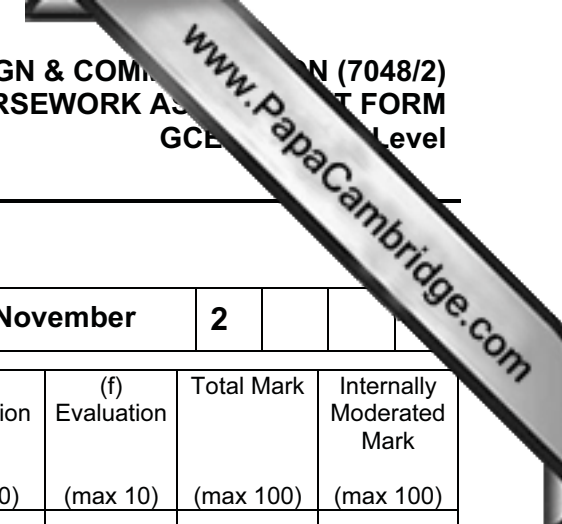 GN & COM N (7048/2)
RSEWORK AS T FORM
GCE Level
www.PapaCambridge.com
November 2
(f) Total Mark Internally
ion Evaluation Moderated
Mark
0) (max 10) (max 100) (max 100)